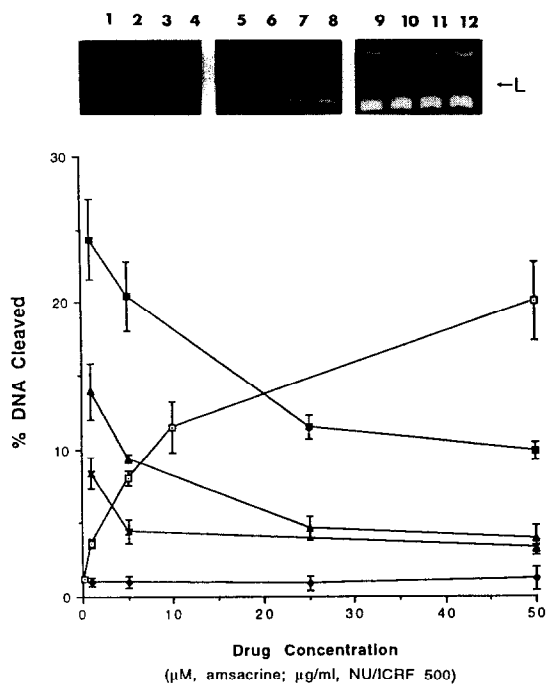 1 2 3 4 5 6 7 8 9 10 11 12
←L
30
20
10
0
% DNA Cleaved
0 10 20 30 40 50
Drug Concentration
(μM, amsacrine; μg/ml, NU/ICRF 500)